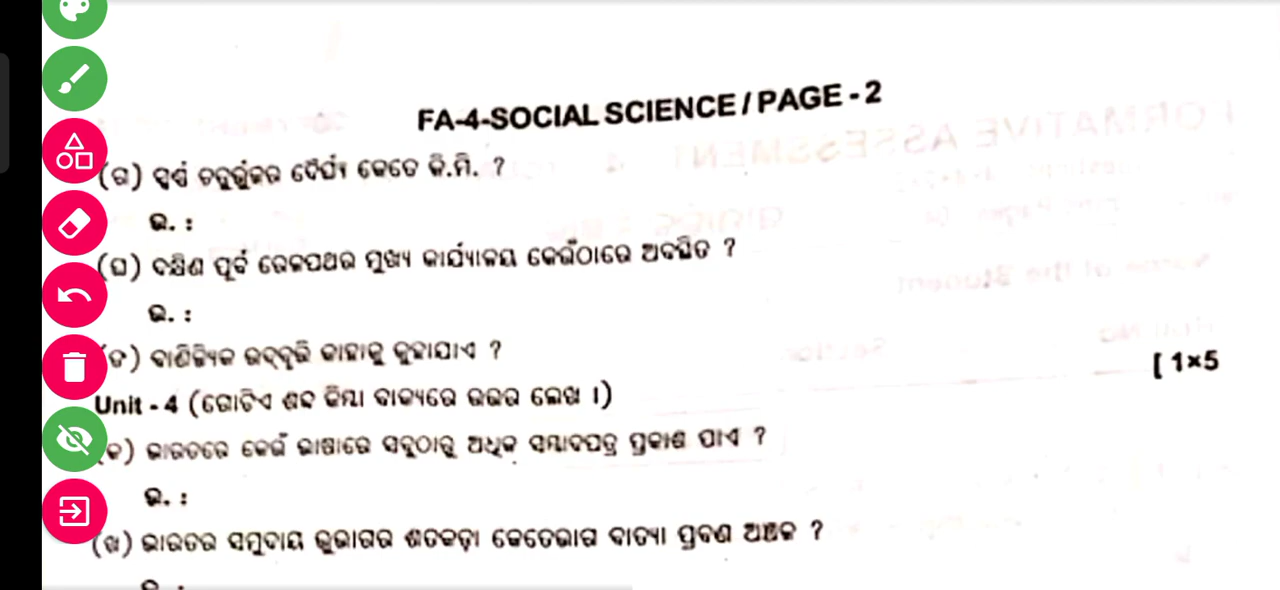 FA-4-SOCIAL SCIENCE / PAGE - 2
(ଗ) ସ୍ୱର୍ଣ୍ଣ ଚତୁର୍ଭୁଜର ଦୈର୍ଘ୍ୟ କେତେ କି.ମି. ?
ଉ. :
(ଘ) ଦକ୍ଷିଣ ପୂର୍ବ ରେଳପଥର ମୁଖ୍ୟ କାର୍ଯ୍ୟାଳୟ କେଉଁଠାରେ ଅବସ୍ଥିତ ?
ଉ. :
(ଙ) ବାଣିଜ୍ୟିକ ଉଦ୍‌ବୃତ୍ତି କାହାକୁ କୁହାଯାଏ ?
Unit - 4 (ଗୋଟିଏ ଶବ୍ଦ କିମ୍ବା ବାକ୍ୟରେ ଉତ୍ତର ଲେଖ ।) [ 1×5
(କ) ଭାରତରେ କେଉଁ ଭାଷାରେ ସବୁଠାରୁ ଅଧିକ ସମ୍ବାଦପତ୍ର ପ୍ରକାଶ ପାଏ ?
ଉ. :
(ଖ) ଭାରତର ସମୁଦାୟ ଭୂଭାଗର ଶତକଡ଼ା କେତେଭାଗ ବାତ୍ୟା ପ୍ରବଣ ଅଞ୍ଚଳ ?